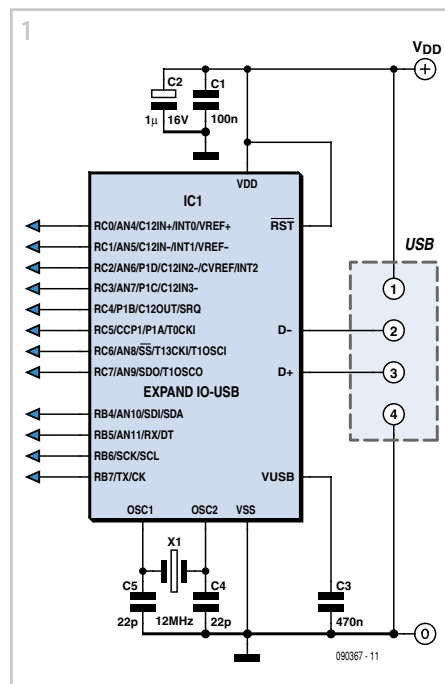 1
VDD
C2
C1
1µ 16V
100n
VDD
IC1
RC0/AN4/C12IN+/INT0/VREF+
RST
RC1/AN5/C12IN-/INT1/VREF-
USB
RC2/AN6/P1D/C12IN2-/CVREF/INT2
RC3/AN7/P1C/C12IN3-
1
RC4/P1B/C12OUT/SRQ
RC5/CCP1/P1A/T0CKI
D–
2
RC6/AN8/SS/T13CKI/T1OSCI
RC7/AN9/SDO/T1OSCO
D+
3
EXPAND IO-USB
RB4/AN10/SDI/SDA
4
RB5/AN11/RX/DT
RB6/SCK/SCL
RB7/TX/CK
VUSB
OSC1
OSC2
VSS
X1
C5
C4
C3
22p
12MHz
22p
470n
0
090367 - 11